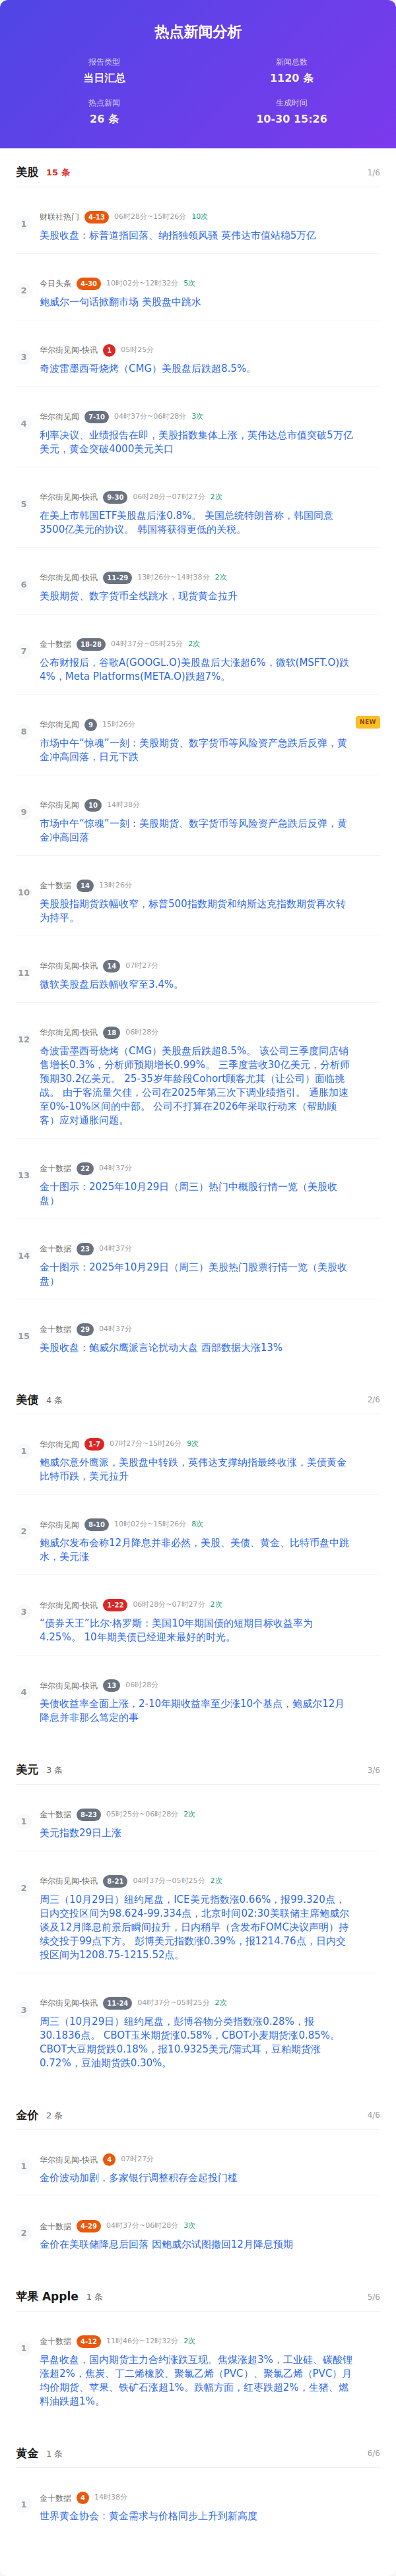 热点新闻分析
报告类型
当日汇总
新闻总数
1120 条
热点新闻
26 条
生成时间
10-30 15:26
美股 15 条 1/6
1
财联社热门 4-13 06时28分~15时26分 10次
美股收盘：标普道指回落、纳指独领风骚 英伟达市值站稳5万亿
2
今日头条 4-30 10时02分~12时32分 5次
鲍威尔一句话掀翻市场 美股盘中跳水
3
华尔街见闻-快讯 1 05时25分
奇波雷墨西哥烧烤（CMG）美股盘后跌超8.5%。
4
华尔街见闻 7-10 04时37分~06时28分 3次
利率决议、业绩报告在即，美股指数集体上涨，英伟达总市值突破5万亿
美元，黄金突破4000美元关口
5
华尔街见闻-快讯 9-30 06时28分~07时27分 2次
在美上市韩国ETF美股盘后涨0.8%。 美国总统特朗普称，韩国同意
3500亿美元的协议。 韩国将获得更低的关税。
6
华尔街见闻-快讯 11-29 13时26分~14时38分 2次
美股期货、数字货币全线跳水，现货黄金拉升
7
金十数据 18-28 04时37分~05时25分 2次
公布财报后，谷歌A(GOOGL.O)美股盘后大涨超6%，微软(MSFT.O)跌
4%，Meta Platforms(META.O)跌超7%。
8
华尔街见闻 9 15时26分
NEW
市场中午“惊魂”一刻：美股期货、数字货币等风险资产急跌后反弹，黄
金冲高回落，日元下跌
9
华尔街见闻 10 14时38分
市场中午“惊魂”一刻：美股期货、数字货币等风险资产急跌后反弹，黄
金冲高回落
10
金十数据 14 13时26分
美股股指期货跌幅收窄，标普500指数期货和纳斯达克指数期货再次转
为持平。
11
华尔街见闻-快讯 14 07时27分
微软美股盘后跌幅收窄至3.4%。
12
华尔街见闻-快讯 18 06时28分
奇波雷墨西哥烧烤（CMG）美股盘后跌超8.5%。 该公司三季度同店销
售增长0.3%，分析师预期增长0.99%。 三季度营收30亿美元，分析师
预期30.2亿美元。 25-35岁年龄段Cohort顾客尤其（让公司）面临挑
战。 由于客流量欠佳，公司在2025年第三次下调业绩指引。 通胀加速
至0%-10%区间的中部。 公司不打算在2026年采取行动来（帮助顾
客）应对通胀问题。
13
金十数据 22 04时37分
金十图示：2025年10月29日（周三）热门中概股行情一览（美股收
盘）
14
金十数据 23 04时37分
金十图示：2025年10月29日（周三）美股热门股票行情一览（美股收
盘）
15
金十数据 29 04时37分
美股收盘：鲍威尔鹰派言论扰动大盘 西部数据大涨13%
美债 4 条 2/6
1
华尔街见闻 1-7 07时27分~15时26分 9次
鲍威尔意外鹰派，美股盘中转跌，英伟达支撑纳指最终收涨，美债黄金
比特币跌，美元拉升
2
华尔街见闻 8-10 10时02分~15时26分 8次
鲍威尔发布会称12月降息并非必然，美股、美债、黄金、比特币盘中跳
水，美元涨
3
华尔街见闻-快讯 1-22 06时28分~07时27分 2次
“债券天王”比尔·格罗斯：美国10年期国债的短期目标收益率为
4.25%。 10年期美债已经迎来最好的时光。
4
华尔街见闻-快讯 13 06时28分
美债收益率全面上涨，2-10年期收益率至少涨10个基点，鲍威尔12月
降息并非那么笃定的事
美元 3 条 3/6
1
金十数据 8-23 05时25分~06时28分 2次
美元指数29日上涨
2
华尔街见闻-快讯 8-21 04时37分~05时25分 2次
周三（10月29日）纽约尾盘，ICE美元指数涨0.66%，报99.320点，
日内交投区间为98.624-99.334点，北京时间02:30美联储主席鲍威尔
谈及12月降息前景后瞬间拉升，日内稍早（含发布FOMC决议声明）持
续交投于99点下方。 彭博美元指数涨0.39%，报1214.76点，日内交
投区间为1208.75-1215.52点。
3
华尔街见闻-快讯 11-24 04时37分~05时25分 2次
周三（10月29日）纽约尾盘，彭博谷物分类指数涨0.28%，报
30.1836点。 CBOT玉米期货涨0.58%，CBOT小麦期货涨0.85%。
CBOT大豆期货跌0.18%，报10.9325美元/蒲式耳，豆粕期货涨
0.72%，豆油期货跌0.30%。
金价 2 条 4/6
1
华尔街见闻-快讯 4 07时27分
金价波动加剧，多家银行调整积存金起投门槛
2
金十数据 4-29 04时37分~06时28分 3次
金价在美联储降息后回落 因鲍威尔试图撤回12月降息预期
苹果 Apple 1 条 5/6
1
金十数据 4-12 11时46分~12时32分 2次
早盘收盘，国内期货主力合约涨跌互现。焦煤涨超3%，工业硅、碳酸锂
涨超2%，焦炭、丁二烯橡胶、聚氯乙烯（PVC）、聚氯乙烯（PVC）月
均价期货、苹果、铁矿石涨超1%。跌幅方面，红枣跌超2%，生猪、燃
料油跌超1%。
黄金 1 条 6/6
1
金十数据 4 14时38分
世界黄金协会：黄金需求与价格同步上升到新高度